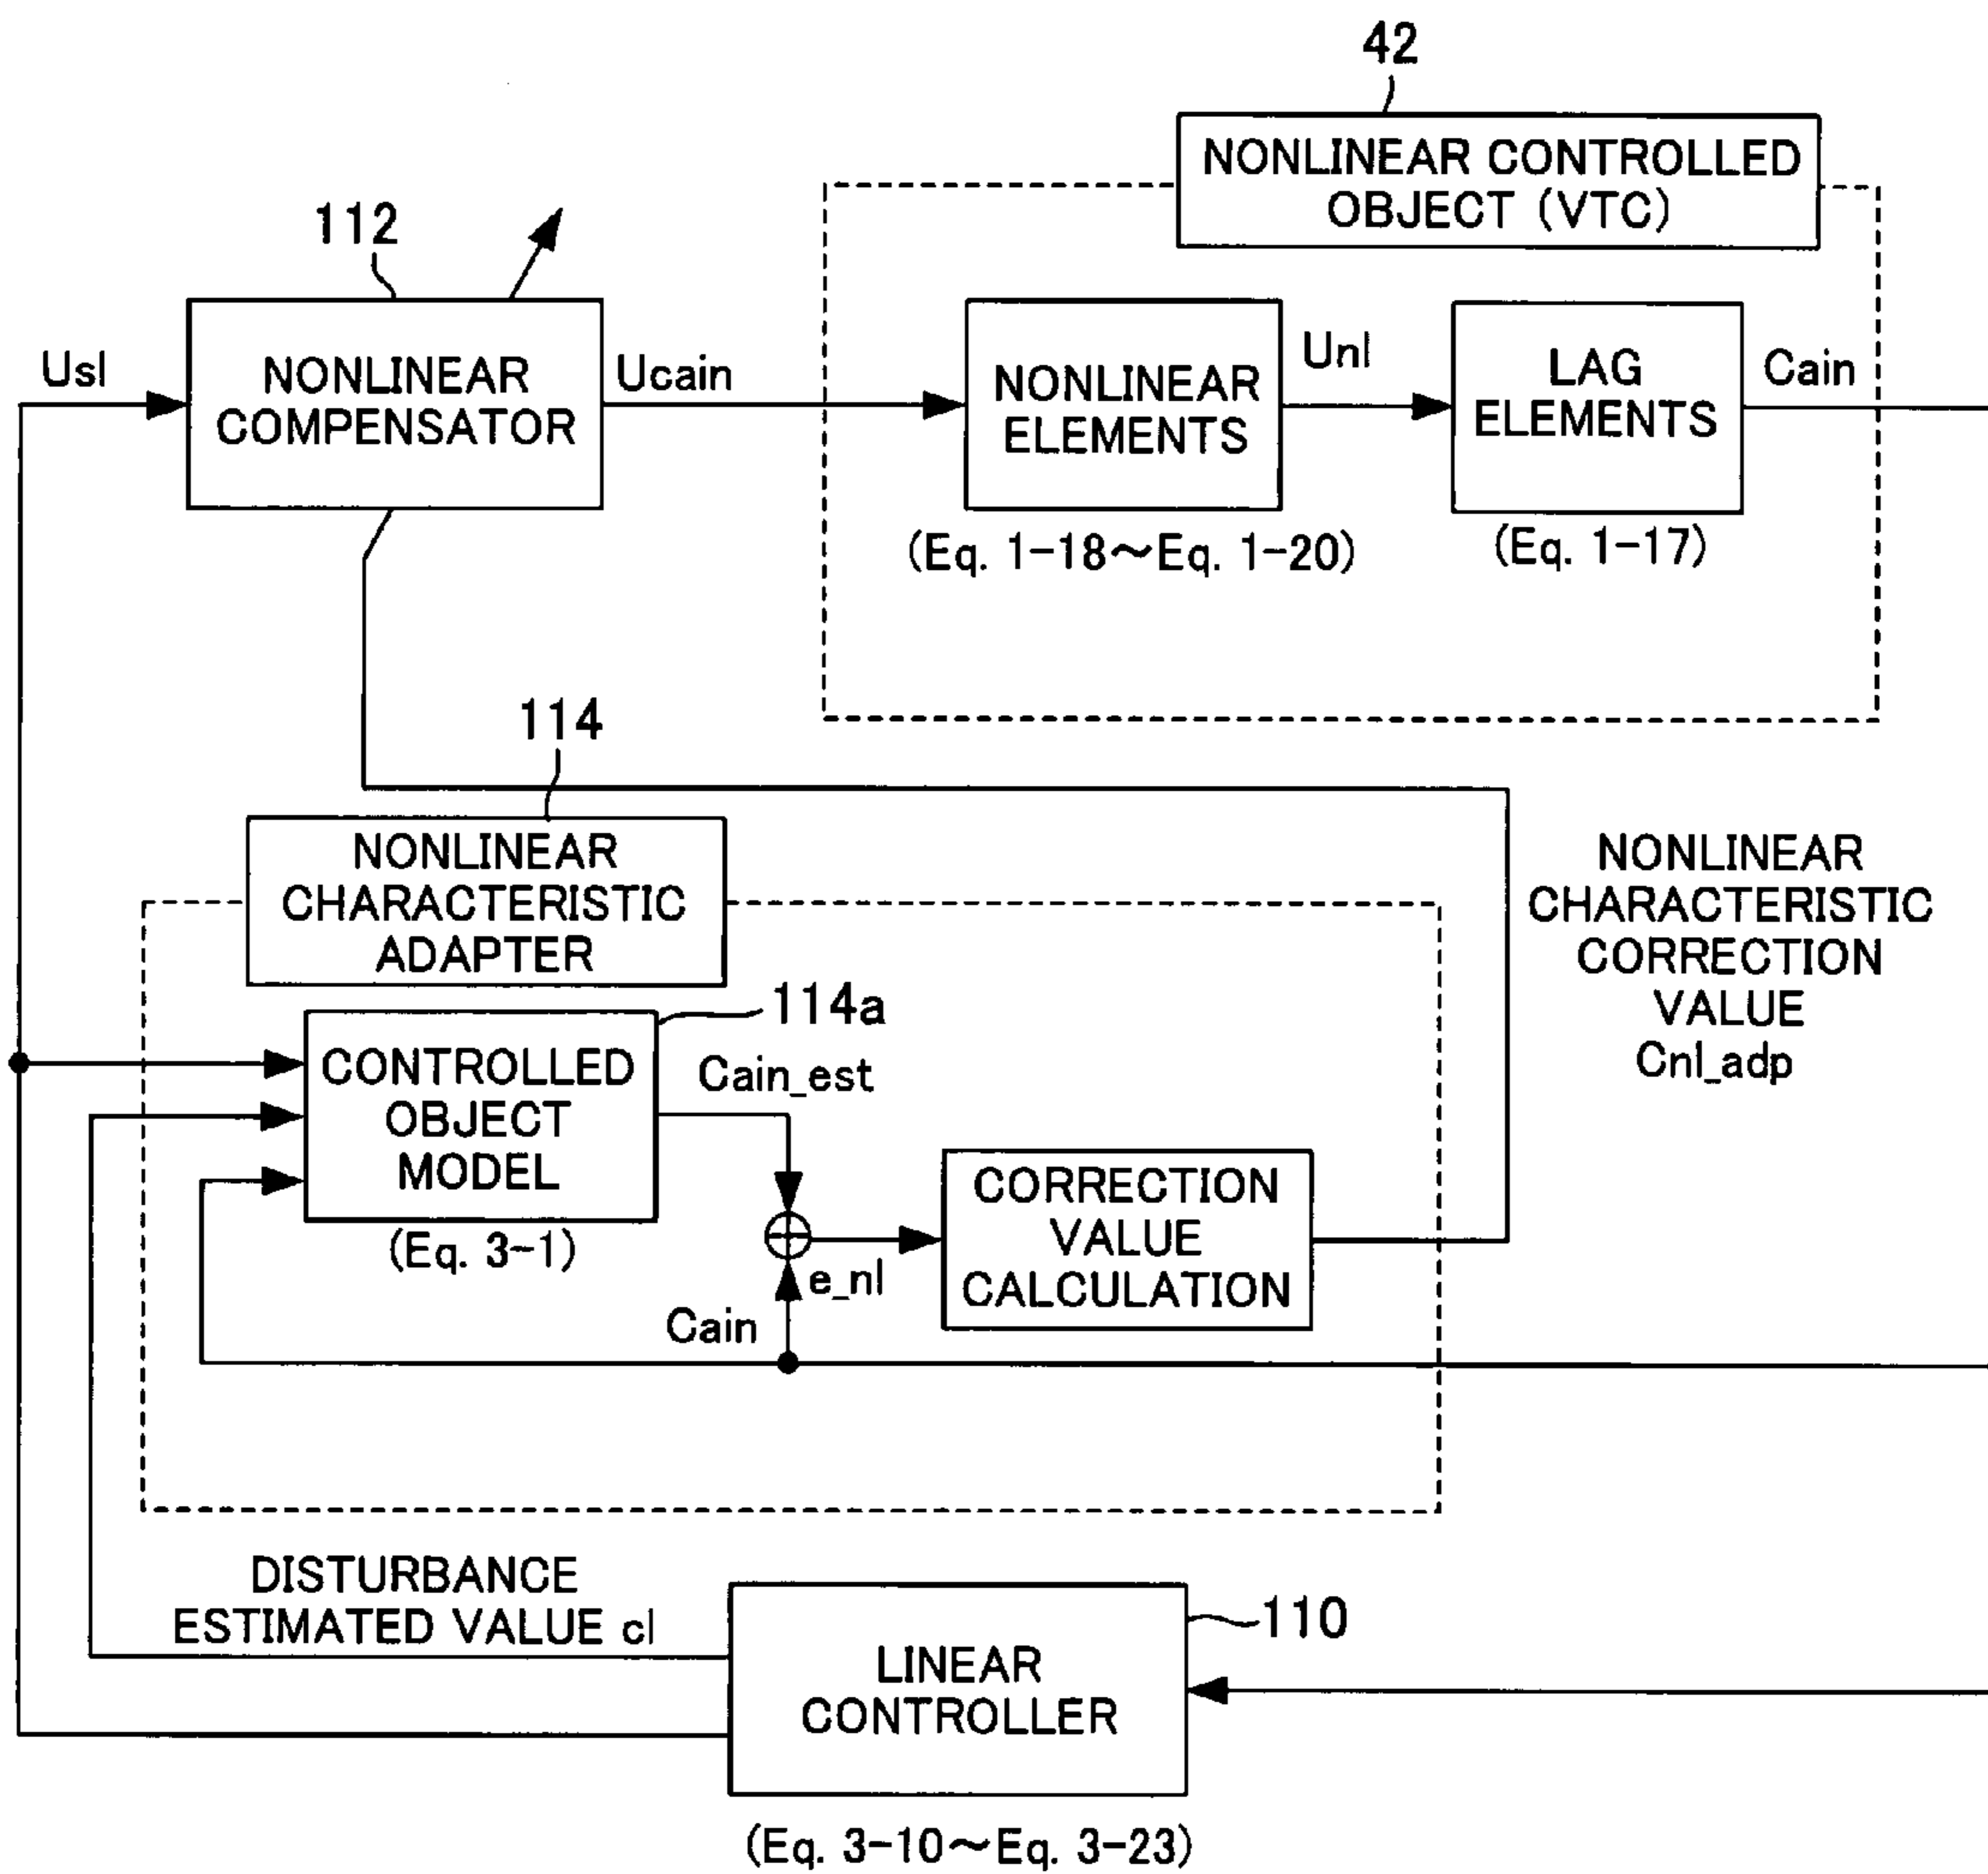 42
NONLINEAR CONTROLLED
OBJECT (VTC)
112
Usl
NONLINEAR
COMPENSATOR
Ucain
NONLINEAR
ELEMENTS
Unl
LAG
ELEMENTS
Cain
(Eq. 1-18～Eq. 1-20)
(Eq. 1-17)
114
NONLINEAR
CHARACTERISTIC
ADAPTER
NONLINEAR
CHARACTERISTIC
CORRECTION
VALUE
Cnl_adp
114a
CONTROLLED
OBJECT
MODEL
(Eq. 3-1)
Cain_est
e_nl
Cain
CORRECTION
VALUE
CALCULATION
DISTURBANCE
ESTIMATED VALUE cl
110
LINEAR
CONTROLLER
(Eq. 3-10～Eq. 3-23)